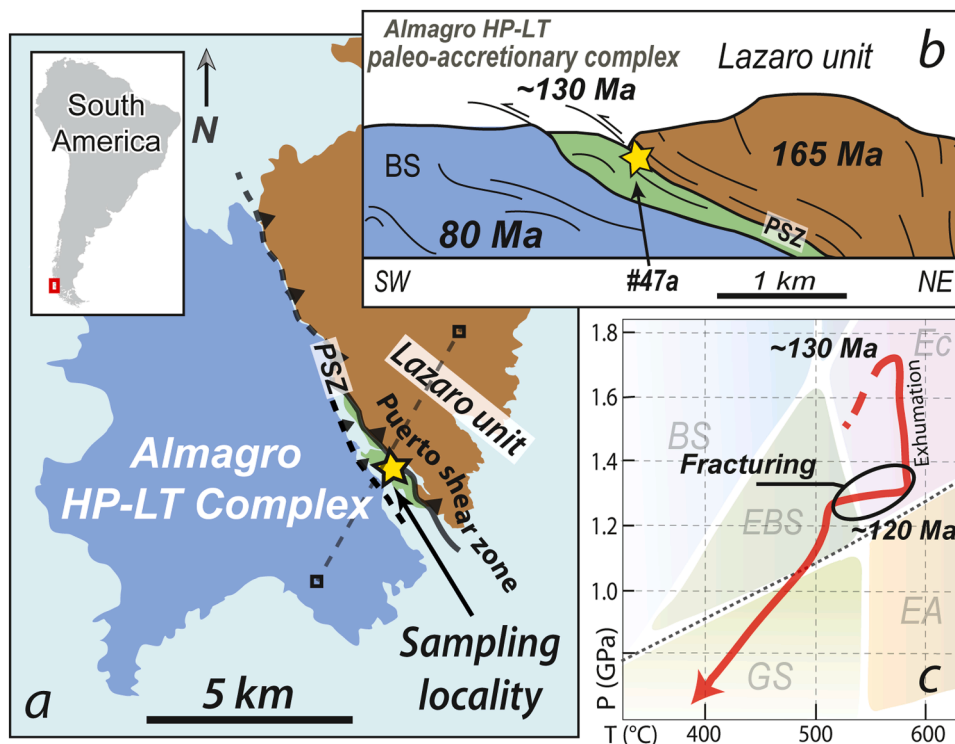 South
America
N
PSZ
Lazaro unit
Puerto shear zone
Almagro
HP-LT Complex
Sampling
locality
5 km
a
Almagro HP-LT
paleo-accretionary complex
Lazaro unit
b
~130 Ma
BS
165 Ma
80 Ma
PSZ
SW
#47a
1 km
NE
1.8
1.6
1.4
1.2
1.0
P (GPa)
T (°C)
400
500
600
~130 Ma
Ec
BS
Exhumation
Fracturing
EBS
~120 Ma
EA
GS
c